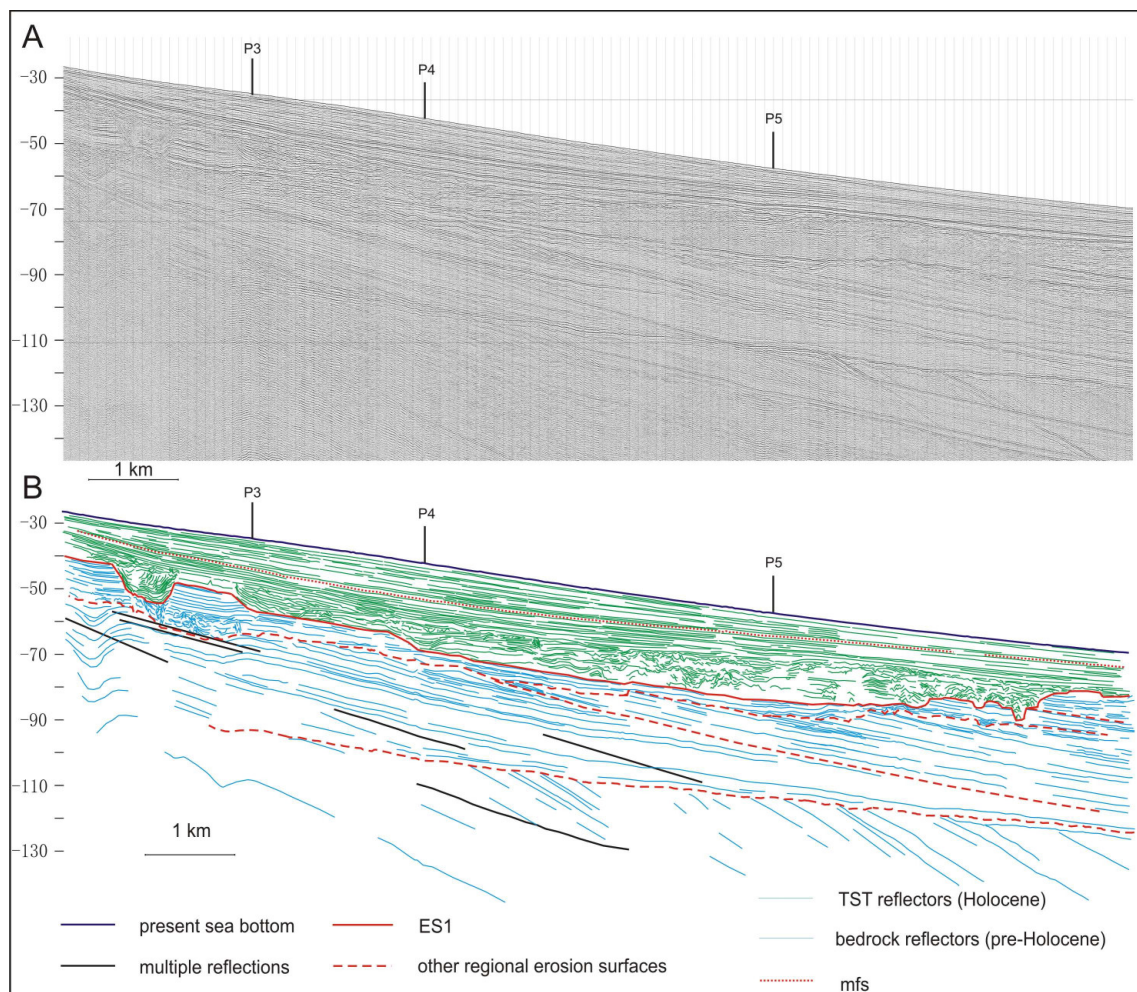 A
P3
P4
P5
−30
−50
−70
−90
−110
−130
1 km
B
P3
P4
P5
−30
−50
−70
−90
−110
−130
1 km
present sea bottom
ES1
TST reflectors (Holocene)
bedrock reflectors (pre-Holocene)
multiple reflections
other regional erosion surfaces
mfs